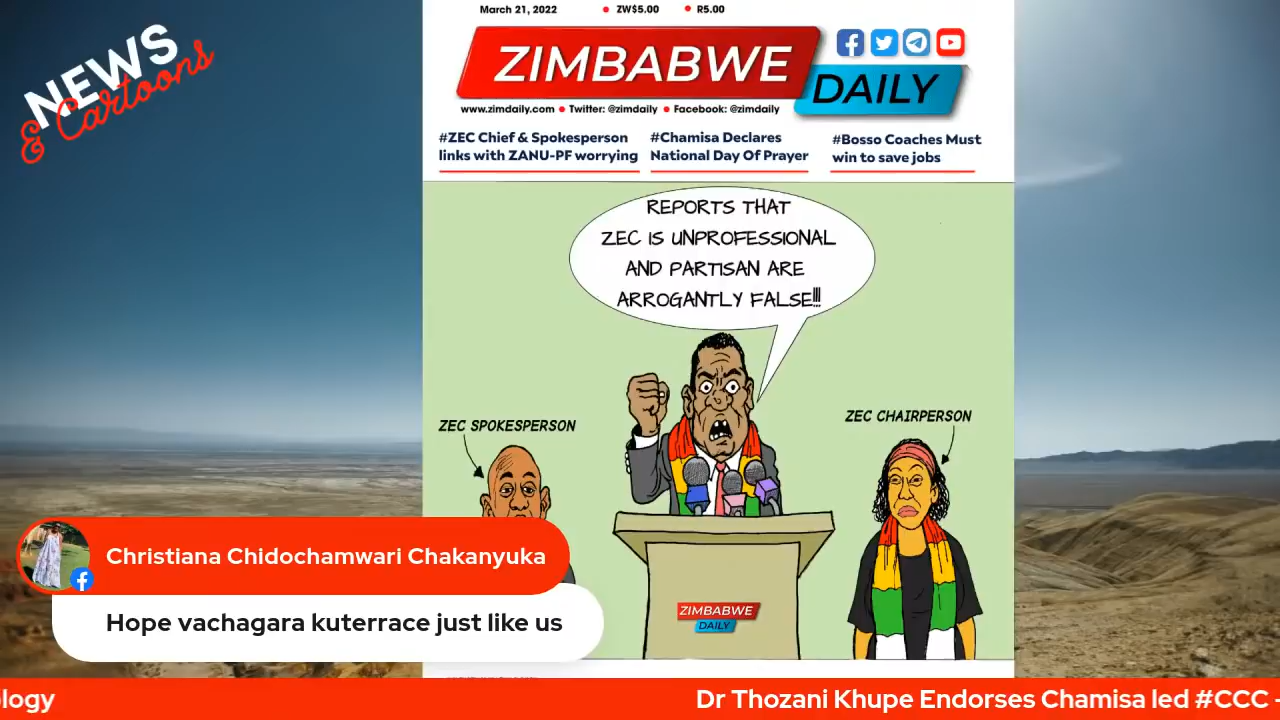 March 21, 2022 • ZW$5.00 • R5.00
NEWS
& Cartoons
ZIMBABWE
DAILY
www.zimdaily.com • Twitter: @zimdaily • Facebook: @zimdaily
#ZEC Chief & Spokesperson
links with ZANU-PF worrying
#Chamisa Declares
National Day Of Prayer
#Bosso Coaches Must
win to save jobs
REPORTS THAT
ZEC IS UNPROFESSIONAL
AND PARTISAN ARE
ARROGANTLY FALSE!!!
ZEC SPOKESPERSON
ZEC CHAIRPERSON
ZIMBABWE
DAILY
Christiana Chidochamwari Chakanyuka
Hope vachagara kuterrace just like us
ology
Dr Thozani Khupe Endorses Chamisa led #CCC -